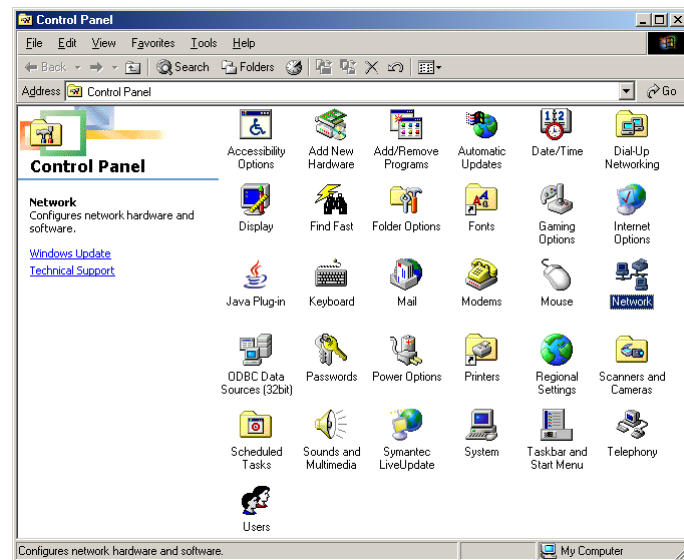 Control Panel
File Edit View Favorites Tools Help
Back Search Folders
Address Control Panel Go
Control Panel
Network
Configures network hardware and
software.
Windows Update
Technical Support
Accessibility
Options
Add New
Hardware
Add/Remove
Programs
Automatic
Updates
Date/Time
Dial-Up
Networking
Display
Find Fast
Folder Options
Fonts
Gaming
Options
Internet
Options
Java Plug-in
Keyboard
Mail
Modems
Mouse
Network
ODBC Data
Sources (32bit)
Passwords
Power Options
Printers
Regional
Settings
Scanners and
Cameras
Scheduled
Tasks
Sounds and
Multimedia
Symantec
LiveUpdate
System
Taskbar and
Start Menu
Telephony
Users
Configures network hardware and software.
My Computer